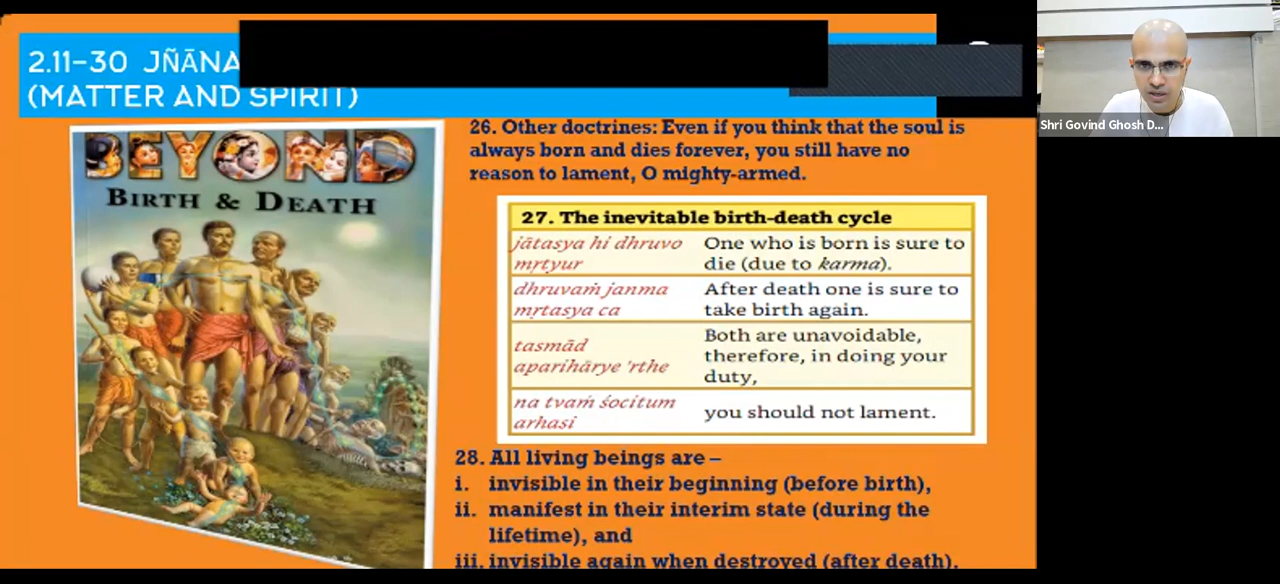 2.11–30 JÑĀNA
(MATTER AND SPIRIT)
Shri Govind Ghosh D...
BEYOND
BIRTH & DEATH
26. Other doctrines: Even if you think that the soul is
always born and dies forever, you still have no
reason to lament, O mighty-armed.
27. The inevitable birth-death cycle
jātasya hi dhruvo
mṛtyur
One who is born is sure to
die (due to karma).
dhruvaṁ janma
mṛtasya ca
After death one is sure to
take birth again.
tasmād
aparihārye 'rthe
Both are unavoidable,
therefore, in doing your
duty,
na tvaṁ śocitum
arhasi
you should not lament.
28. All living beings are –
i. invisible in their beginning (before birth),
ii. manifest in their interim state (during the
lifetime), and
iii. invisible again when destroyed (after death).